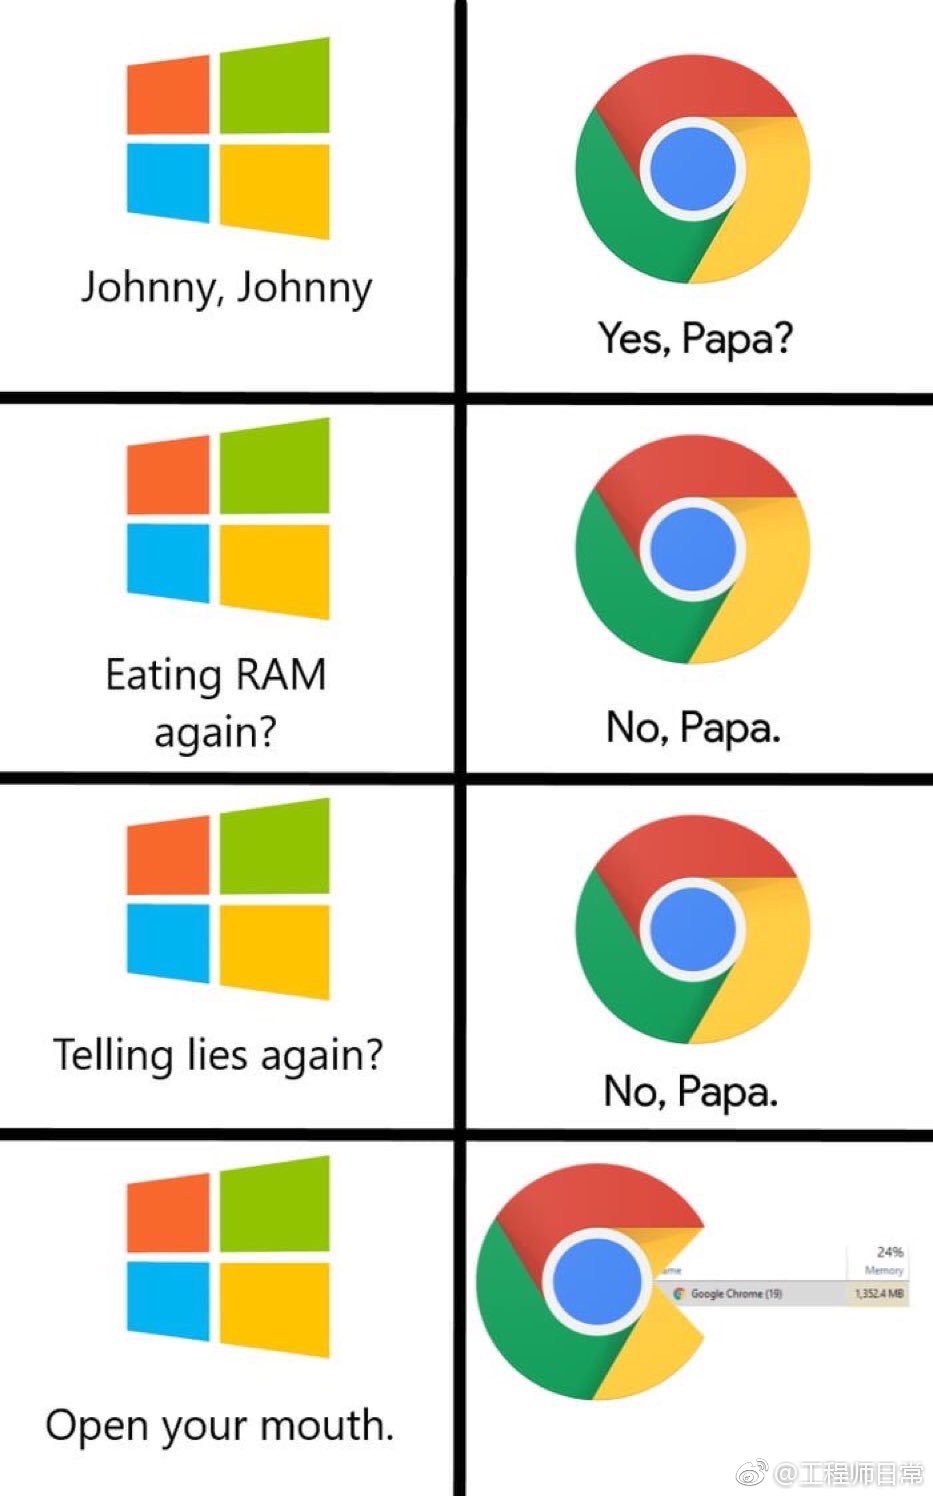 Johnny, Johnny
Yes, Papa?
Eating RAM
again?
No, Papa.
Telling lies again?
No, Papa.
Open your mouth.
24%
ame
Memory
Google Chrome (19)
1,352.4 MB
@工程师日常